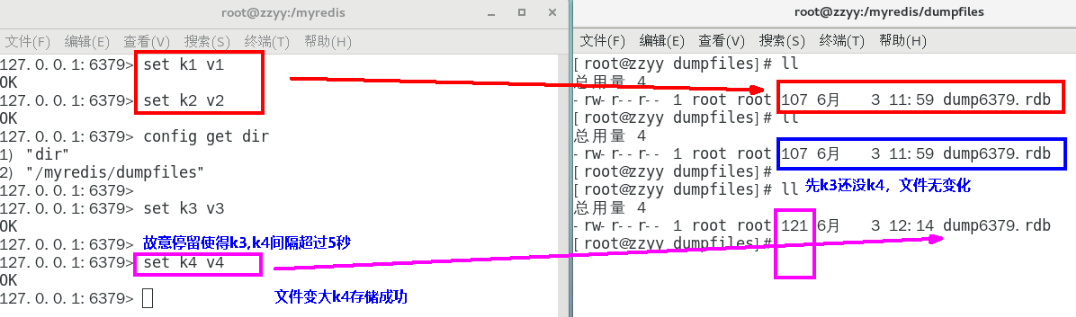 root@zzyy:/myredis
文件(F) 编辑(E) 查看(V) 搜索(S) 终端(T) 帮助(H)
127.0.0.1:6379> set k1 v1
OK
127.0.0.1:6379> set k2 v2
OK
127.0.0.1:6379> config get dir
1) "dir"
2) "/myredis/dumpfiles"
127.0.0.1:6379>
127.0.0.1:6379> set k3 v3
OK
127.0.0.1:6379> 故意停留使得k3,k4间隔超过5秒
127.0.0.1:6379> set k4 v4
OK
127.0.0.1:6379>
文件变大k4存储成功
root@zzyy:/myredis/dumpfiles
文件(F) 编辑(E) 查看(V) 搜索(S) 终端(T) 帮助(H)
[root@zzyy dumpfiles]# ll
总用量 4
-rw-r--r-- 1 root root 107 6月 3 11:59 dump6379.rdb
[root@zzyy dumpfiles]# ll
总用量 4
-rw-r--r-- 1 root root 107 6月 3 11:59 dump6379.rdb
[root@zzyy dumpfiles]#
先k3还没k4，文件无变化
[root@zzyy dumpfiles]# ll
总用量 4
-rw-r--r-- 1 root root 121 6月 3 12:14 dump6379.rdb
[root@zzyy dumpfiles]#